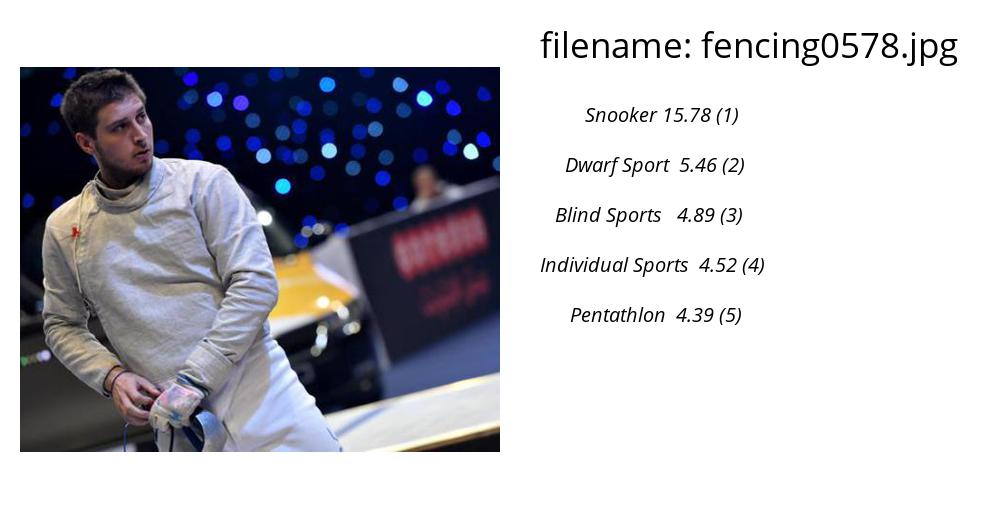 filename: fencing0578.jpg
Snooker 15.78 (1)
Dwarf Sport 5.46 (2)
Blind Sports 4.89 (3)
Individual Sports 4.52 (4)
Pentathlon 4.39 (5)
ooredoo